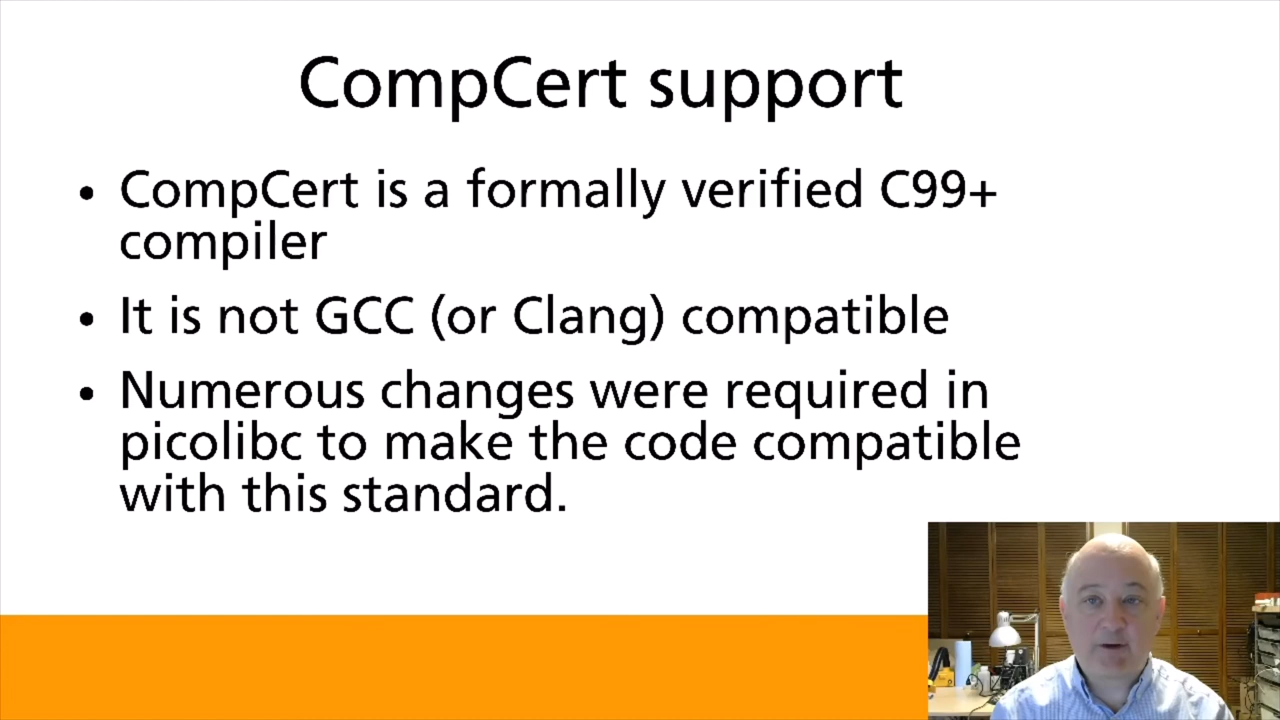 CompCert support
• CompCert is a formally verified C99+
compiler
• It is not GCC (or Clang) compatible
• Numerous changes were required in
picolibc to make the code compatible
with this standard.